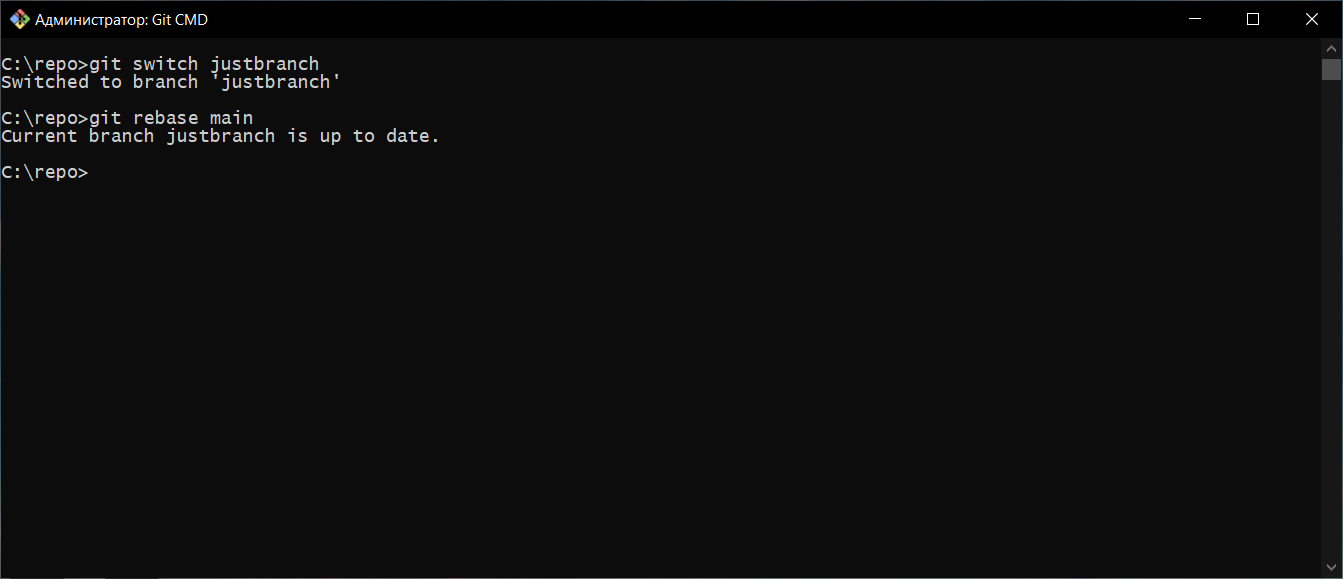 Администратор: Git CMD
C:\repo>git switch justbranch
Switched to branch 'justbranch'
C:\repo>git rebase main
Current branch justbranch is up to date.
C:\repo>